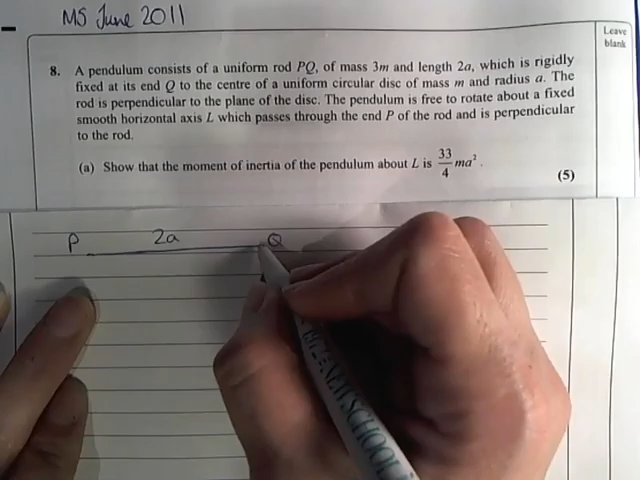 MS June 2011
Leave
blank
8. A pendulum consists of a uniform rod PQ, of mass 3m and length 2a, which is rigidly
fixed at its end Q to the centre of a uniform circular disc of mass m and radius a. The
rod is perpendicular to the plane of the disc. The pendulum is free to rotate about a fixed
smooth horizontal axis L which passes through the end P of the rod and is perpendicular
to the rod.
(a) Show that the moment of inertia of the pendulum about L is 33/4 ma².
(5)
P 2a Q
SCHOOL